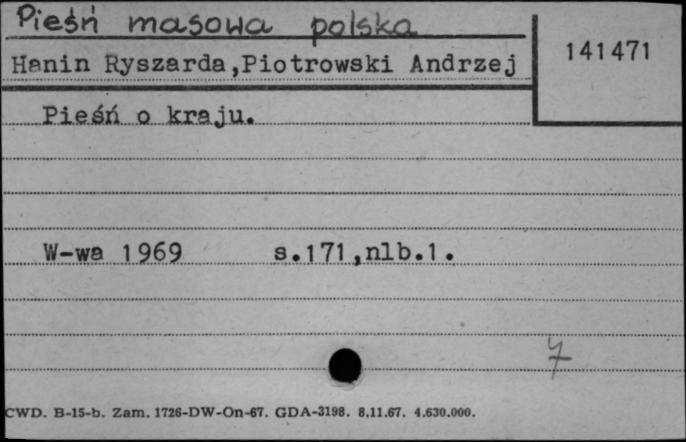 Pieśń masowa polska
Hanin Ryszarda,Piotrowski Andrzej
141471
Pieśń o kraju.
W-wa 1969 s.171,nlb.1.
7
CWD. B-15-b. Zam. 1726-DW-On-67. GDA-3198. 8.11.67. 4.630.000.